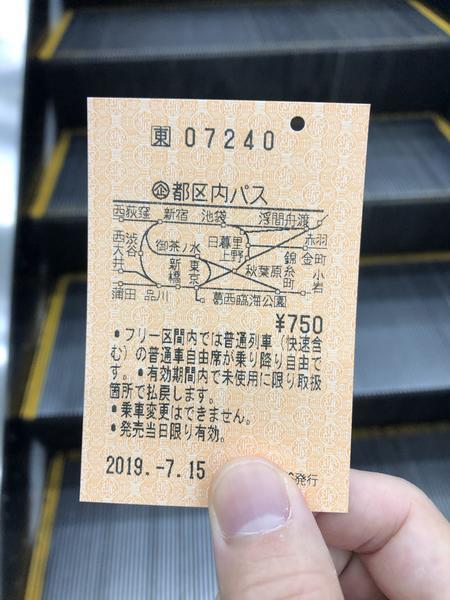 東 07240
企 都区内パス
西荻窪 新宿 池袋 浮間舟渡
渋谷 御茶ノ水 日暮里 上野 赤羽
西大井 新橋 東京 秋葉原 錦糸町 金町 小岩
蒲田 品川 葛西臨海公園
¥750
●フリー区間内では普通列車(快速含
む)の普通車自由席が乗り降り自由で
す。●有効期間内で未使用に限り取扱
箇所で払戻します。
●乗車変更はできません。
●発売当日限り有効。
2019.-7.15 発行